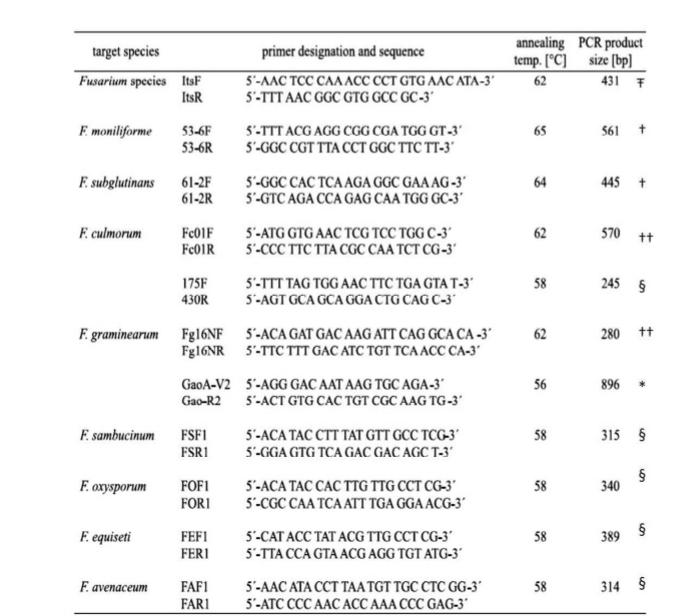 target species primer designation and sequence annealing temp. [°C] PCR product size [bp]
Fusarium species ItsF 5´-AAC TCC CAA ACC CCT GTG AAC ATA-3´ 62 431 Ŧ
ItsR 5´-TTT AAC GGC GTG GCC GC-3´
F. moniliforme 53-6F 5´-TTT ACG AGG CGG CGA TGG GT-3´ 65 561 †
53-6R 5´-GGC CGT TTA CCT GGC TTC TT-3´
F. subglutinans 61-2F 5´-GGC CAC TCA AGA GGC GAA AG-3´ 64 445 †
61-2R 5´-GTC AGA CCA GAG CAA TGG GC-3´
F. culmorum Fc01F 5´-ATG GTG AAC TCG TCC TGG C-3´ 62 570 ††
Fc01R 5´-CCC TTC TTA CGC CAA TCT CG-3´
175F 5´-TTT TAG TGG AAC TTC TGA GTA T-3´ 58 245 §
430R 5´-AGT GCA GCA GGA CTG CAG C-3´
F. graminearum Fg16NF 5´-ACA GAT GAC AAG ATT CAG GCA CA-3´ 62 280 ††
Fg16NR 5´-TTC TTT GAC ATC TGT TCA ACC CA-3´
GaoA-V2 5´-AGG GAC AAT AAG TGC AGA-3´ 56 896 *
Gao-R2 5´-ACT GTG CAC TGT CGC AAG TG-3´
F. sambucinum FSF1 5´-ACA TAC CTT TAT GTT GCC TCG-3´ 58 315 §
FSR1 5´-GGA GTG TCA GAC GAC AGC T-3´
F. oxysporum FOF1 5´-ACA TAC CAC TTG TTG CCT CG-3´ 58 340 §
FOR1 5´-CGC CAA TCA ATT TGA GGA ACG-3´
F. equiseti FEF1 5´-CAT ACC TAT ACG TTG CCT CG-3´ 58 389 §
FER1 5´-TTA CCA GTA ACG AGG TGT ATG-3´
F. avenaceum FAF1 5´-AAC ATA CCT TAA TGT TGC CTC GG-3´ 58 314 §
FAR1 5´-ATC CCC AAC ACC AAA CCC GAG-3´